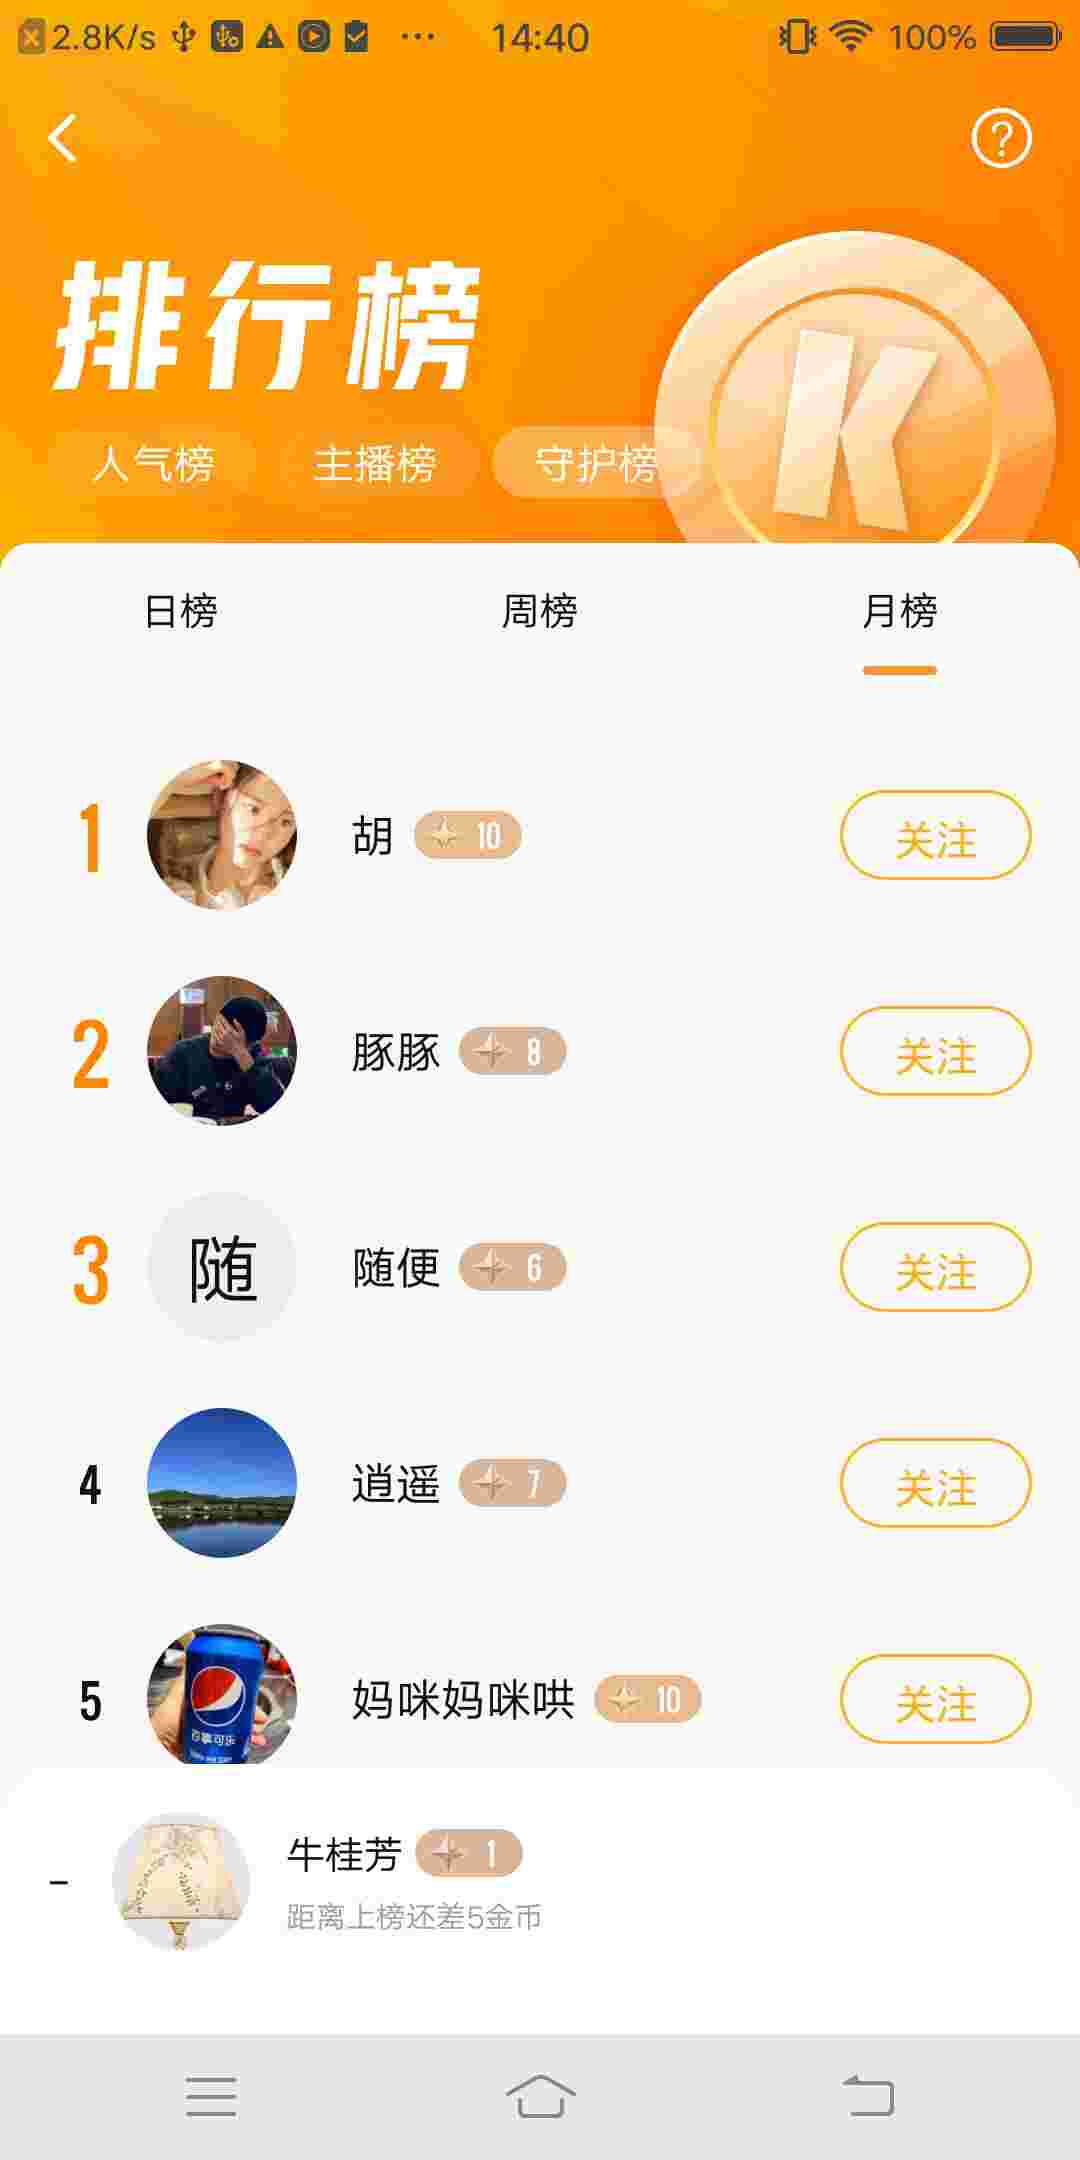 2.8K/s 14:40 100%
排行榜
K
人气榜 主播榜 守护榜
日榜 周榜 月榜
1 胡 10 关注
2 豚豚 8 关注
3 随 随便 6 关注
4 逍遥 7 关注
5 妈咪妈咪哄 10 关注
- 牛桂芳 1
距离上榜还差5金币